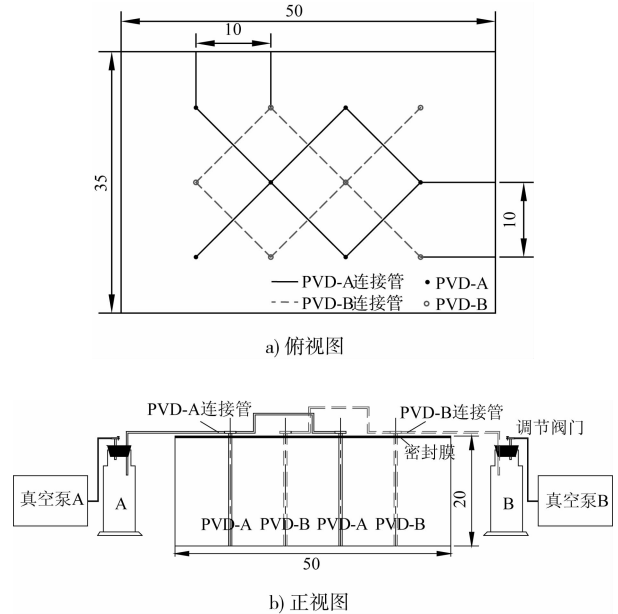 50
10
35
10
PVD-A连接管 PVD-A
PVD-B连接管 PVD-B
a) 俯视图
PVD-A连接管 PVD-B连接管
调节阀门
密封膜
真空泵A A B 真空泵B
20
PVD-A PVD-B PVD-A PVD-B
50
b) 正视图